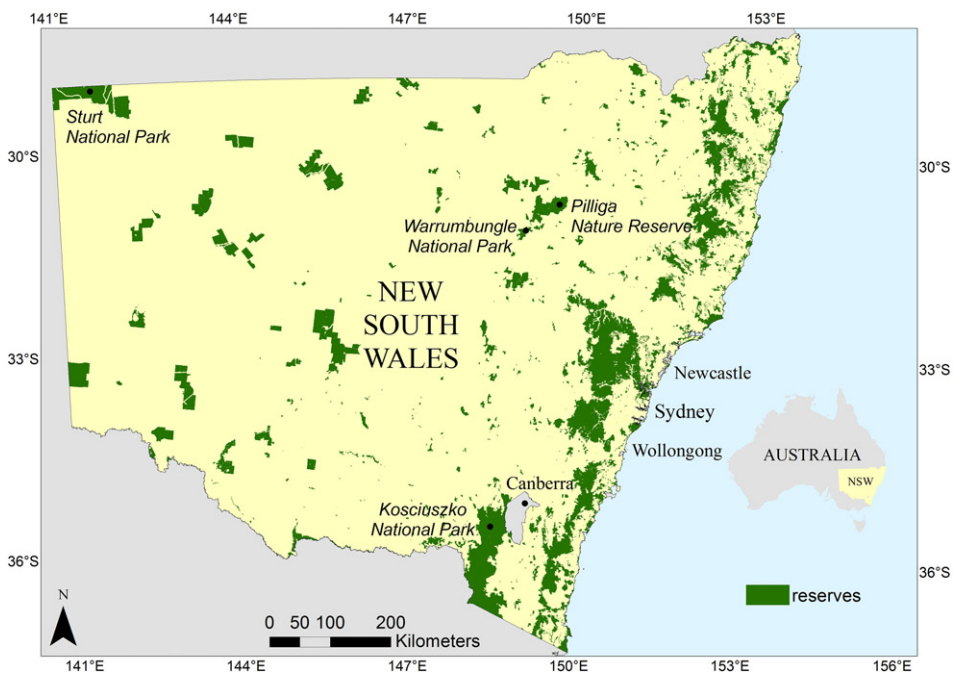 141°E 144°E 147°E 150°E 153°E
Sturt
National Park
30°S
30°S
Pilliga
Nature Reserve
Warrumbungle
National Park
NEW
SOUTH
WALES
33°S
33°S
Newcastle
Sydney
Wollongong
AUSTRALIA
NSW
Canberra
Kosciuszko
National Park
36°S
36°S
reserves
N
0 50 100 200
Kilometers
141°E 144°E 147°E 150°E 153°E 156°E